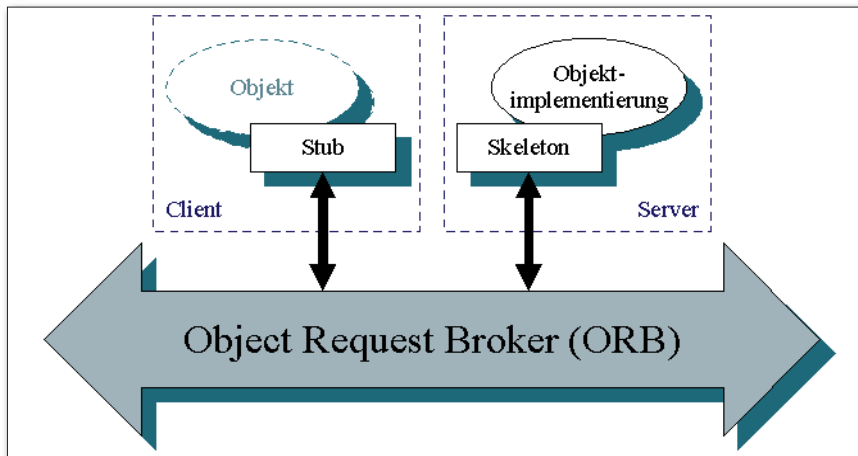 Objekt
Stub
Client
Objekt-
implementierung
Skeleton
Server
Object Request Broker (ORB)